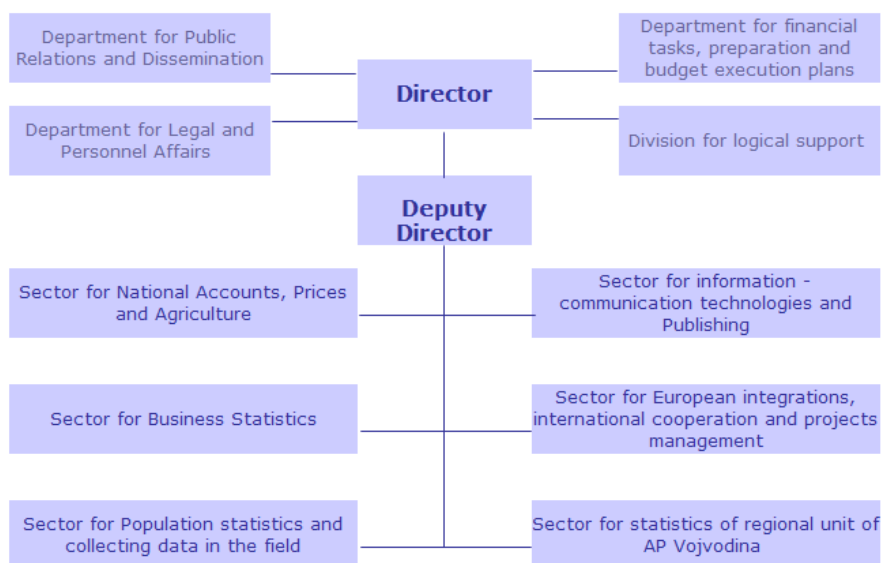 Department for Public
Relations and Dissemination
Department for financial
tasks, preparation and
budget execution plans
Director
Department for Legal and
Personnel Affairs
Division for logical support
Deputy
Director
Sector for National Accounts, Prices
and Agriculture
Sector for information -
communication technologies and
Publishing
Sector for Business Statistics
Sector for European integrations,
international cooperation and projects
management
Sector for Population statistics and
collecting data in the field
Sector for statistics of regional unit of
AP Vojvodina